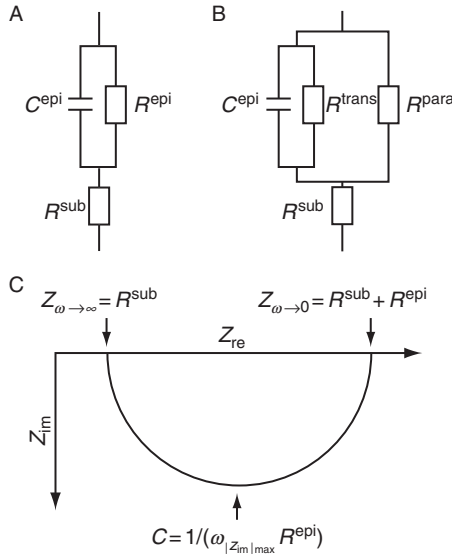 A
B
C^epi
R^epi
R^sub
C^epi
R^trans
R^para
R^sub
C
Z_ω→∞ = R^sub
Z_ω→0 = R^sub + R^epi
Z_re
Z_im
C = 1/(ω_|Z_im|max R^epi)